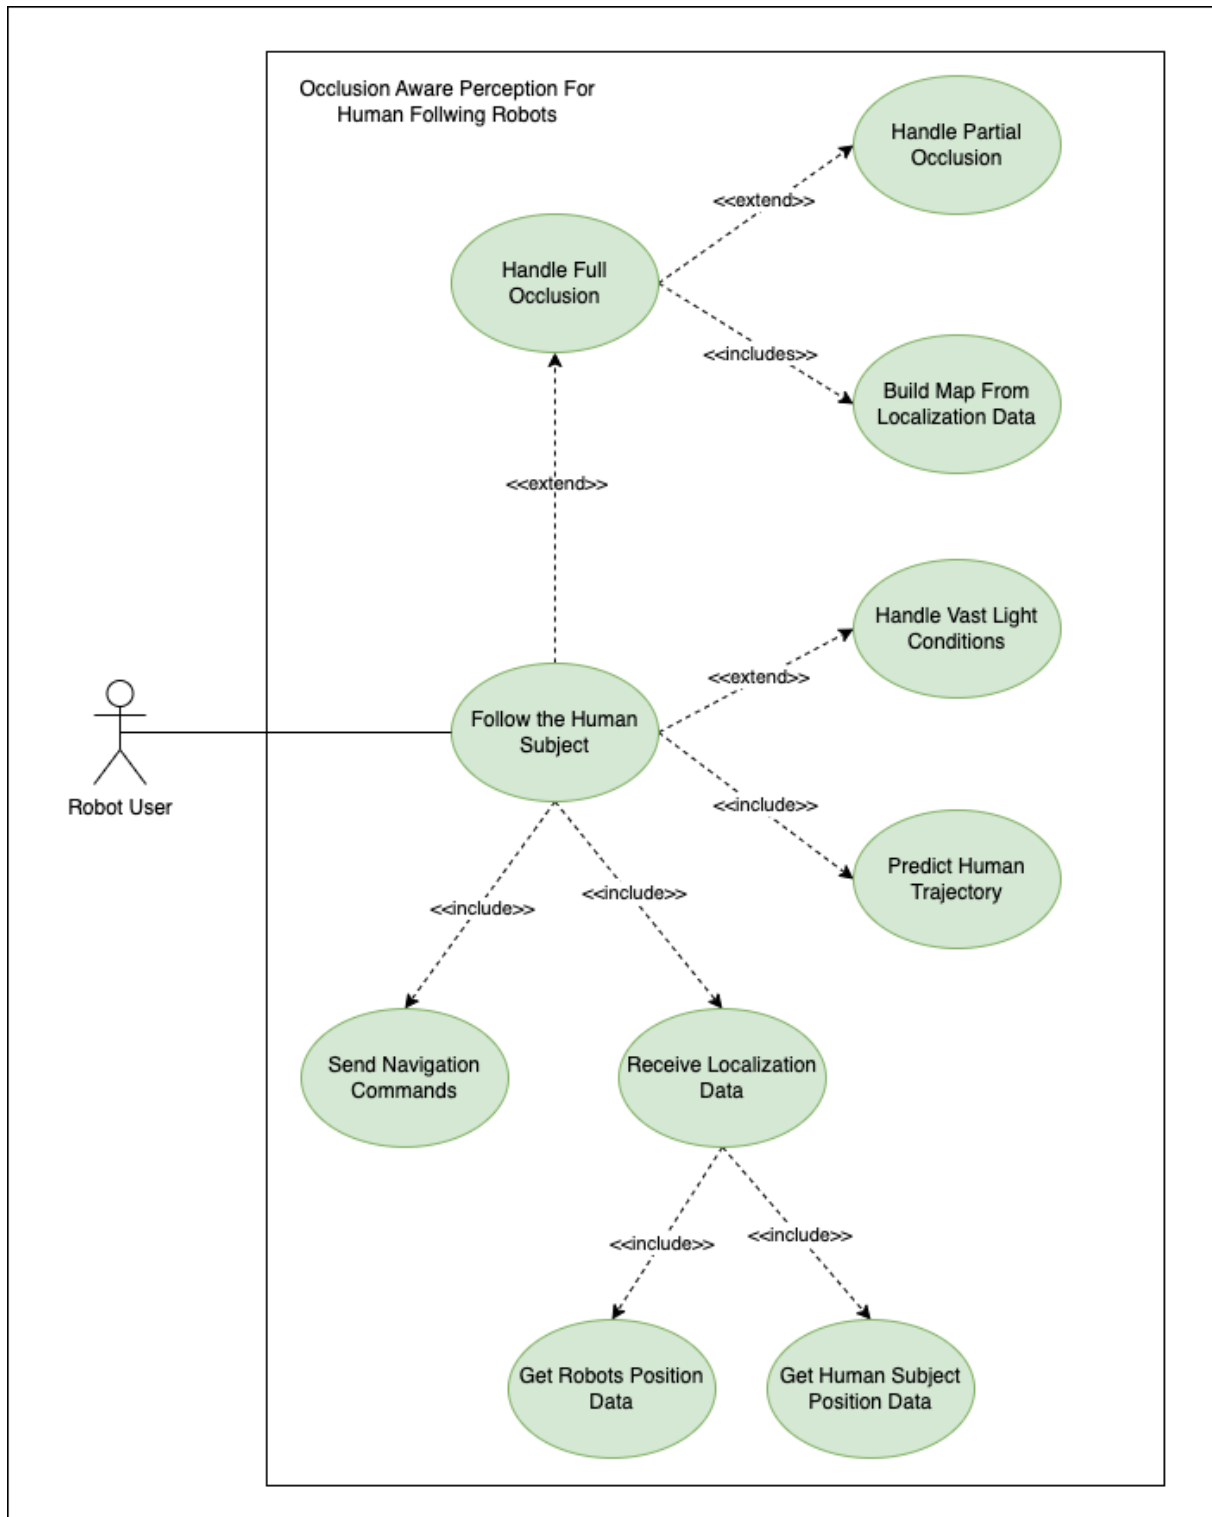 Occlusion Aware Perception For
Human Follwing Robots
Handle Partial
Occlusion
<<extend>>
Handle Full
Occlusion
<<includes>>
Build Map From
Localization Data
<<extend>>
Handle Vast Light
Conditions
<<extend>>
Follow the Human
Subject
Robot User
<<include>>
Predict Human
Trajectory
<<include>>
<<include>>
Send Navigation
Commands
Receive Localization
Data
<<include>>
<<include>>
Get Robots Position
Data
Get Human Subject
Position Data